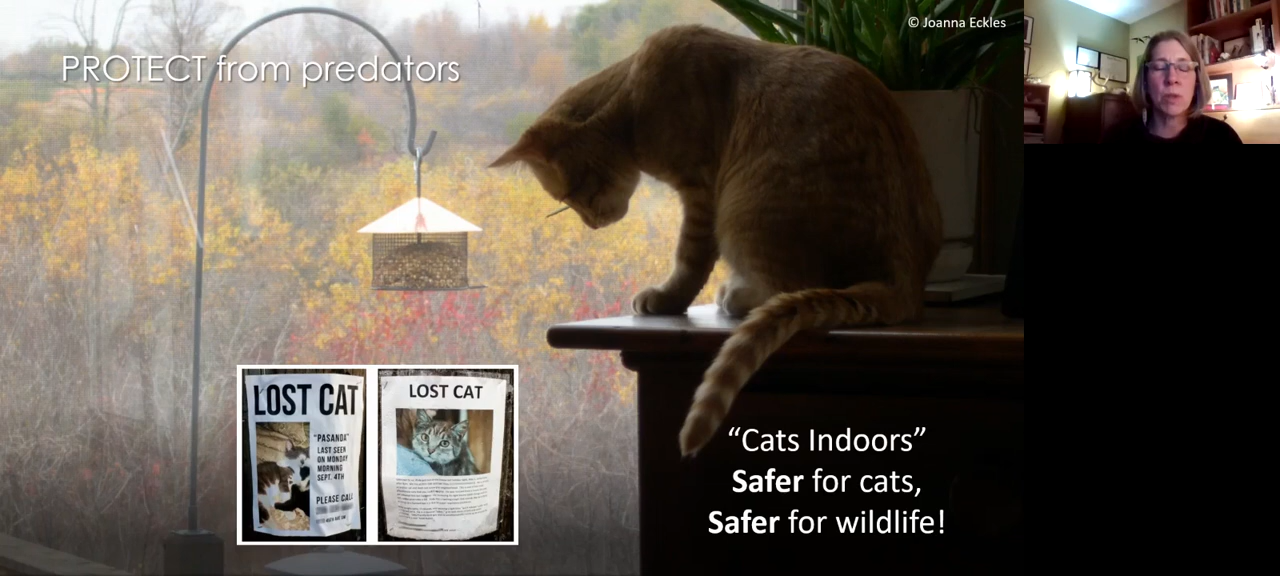 © Joanna Eckles
PROTECT from predators
LOST CAT
"PASANDA"
LAST SEEN
ON MONDAY
MORNING
SEPT. 4TH
PLEASE CALL
LOST CAT
“Cats Indoors”
Safer for cats,
Safer for wildlife!